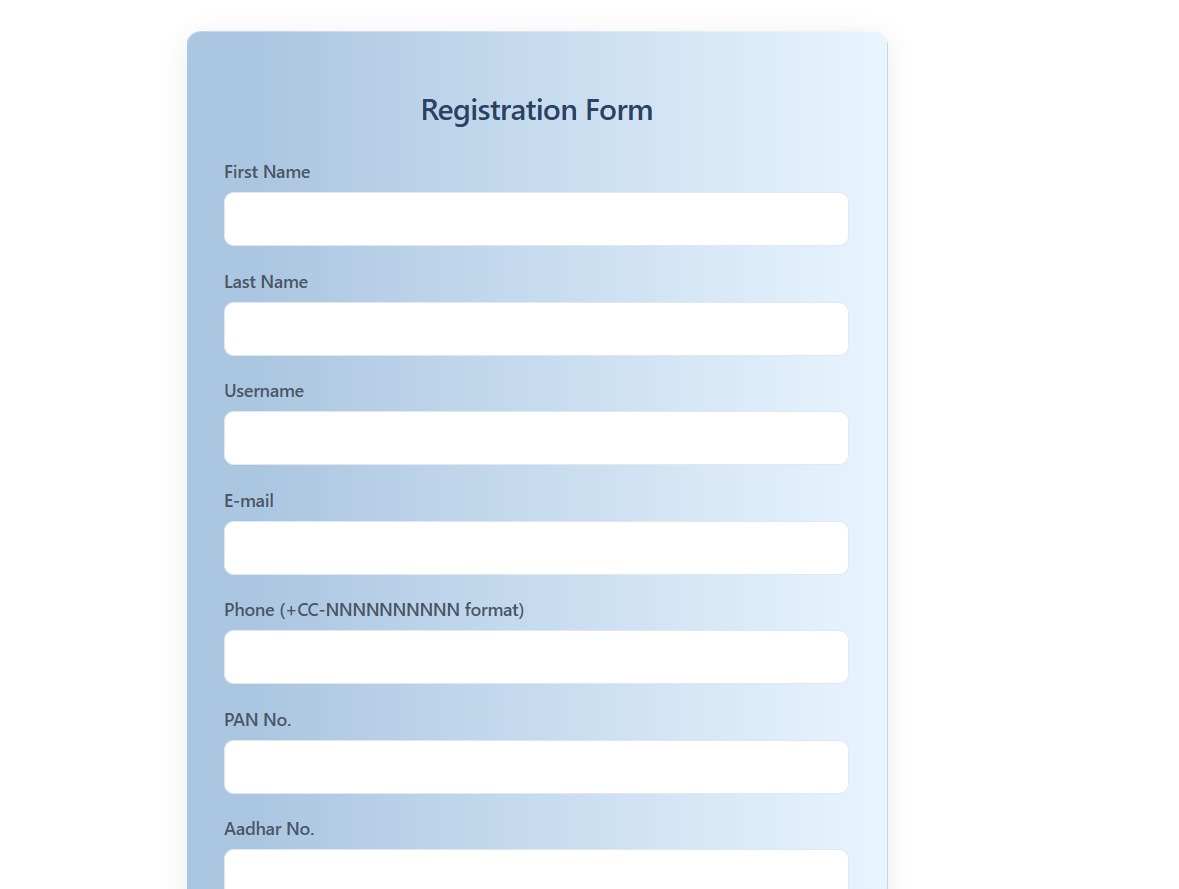 Registration Form
First Name
Last Name
Username
E-mail
Phone (+CC-NNNNNNNNNN format)
PAN No.
Aadhar No.